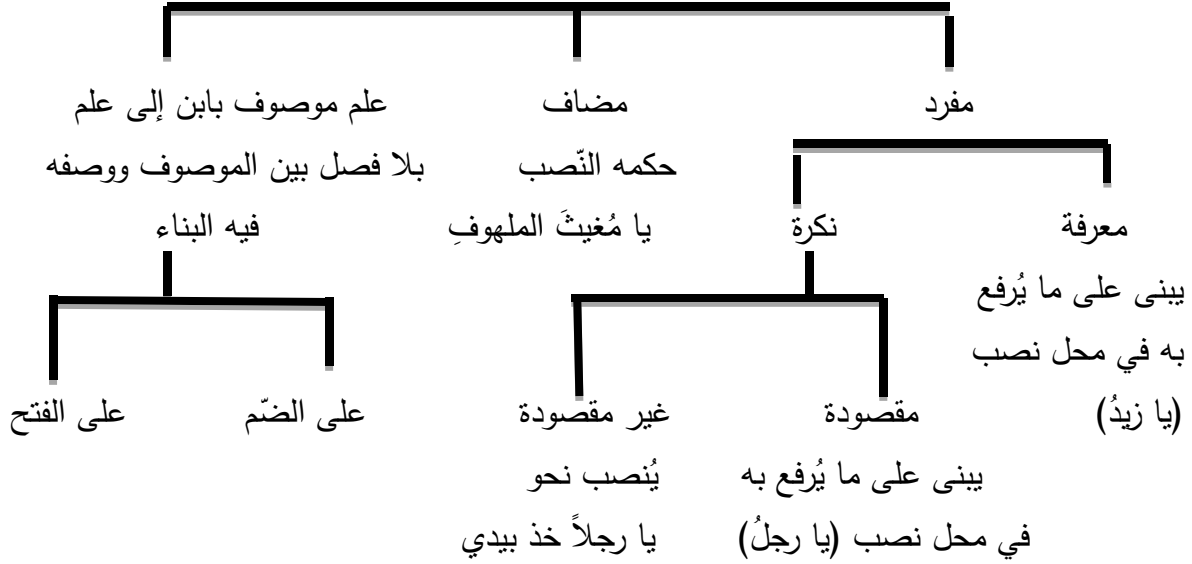 مفرد
مضاف
علم موصوف بابن إلى علم
حكمه النّصب
بلا فصل بين الموصوف ووصفه
معرفة
نكرة
يا مُغيثَ الملهوفِ
فيه البناء
يبنى على ما يُرفع
به في محل نصب
(يا زيدُ)
مقصودة
غير مقصودة
على الضّم
على الفتح
يبنى على ما يُرفع به
يُنصب نحو
في محل نصب (يا رجلُ)
يا رجلاً خذ بيدي